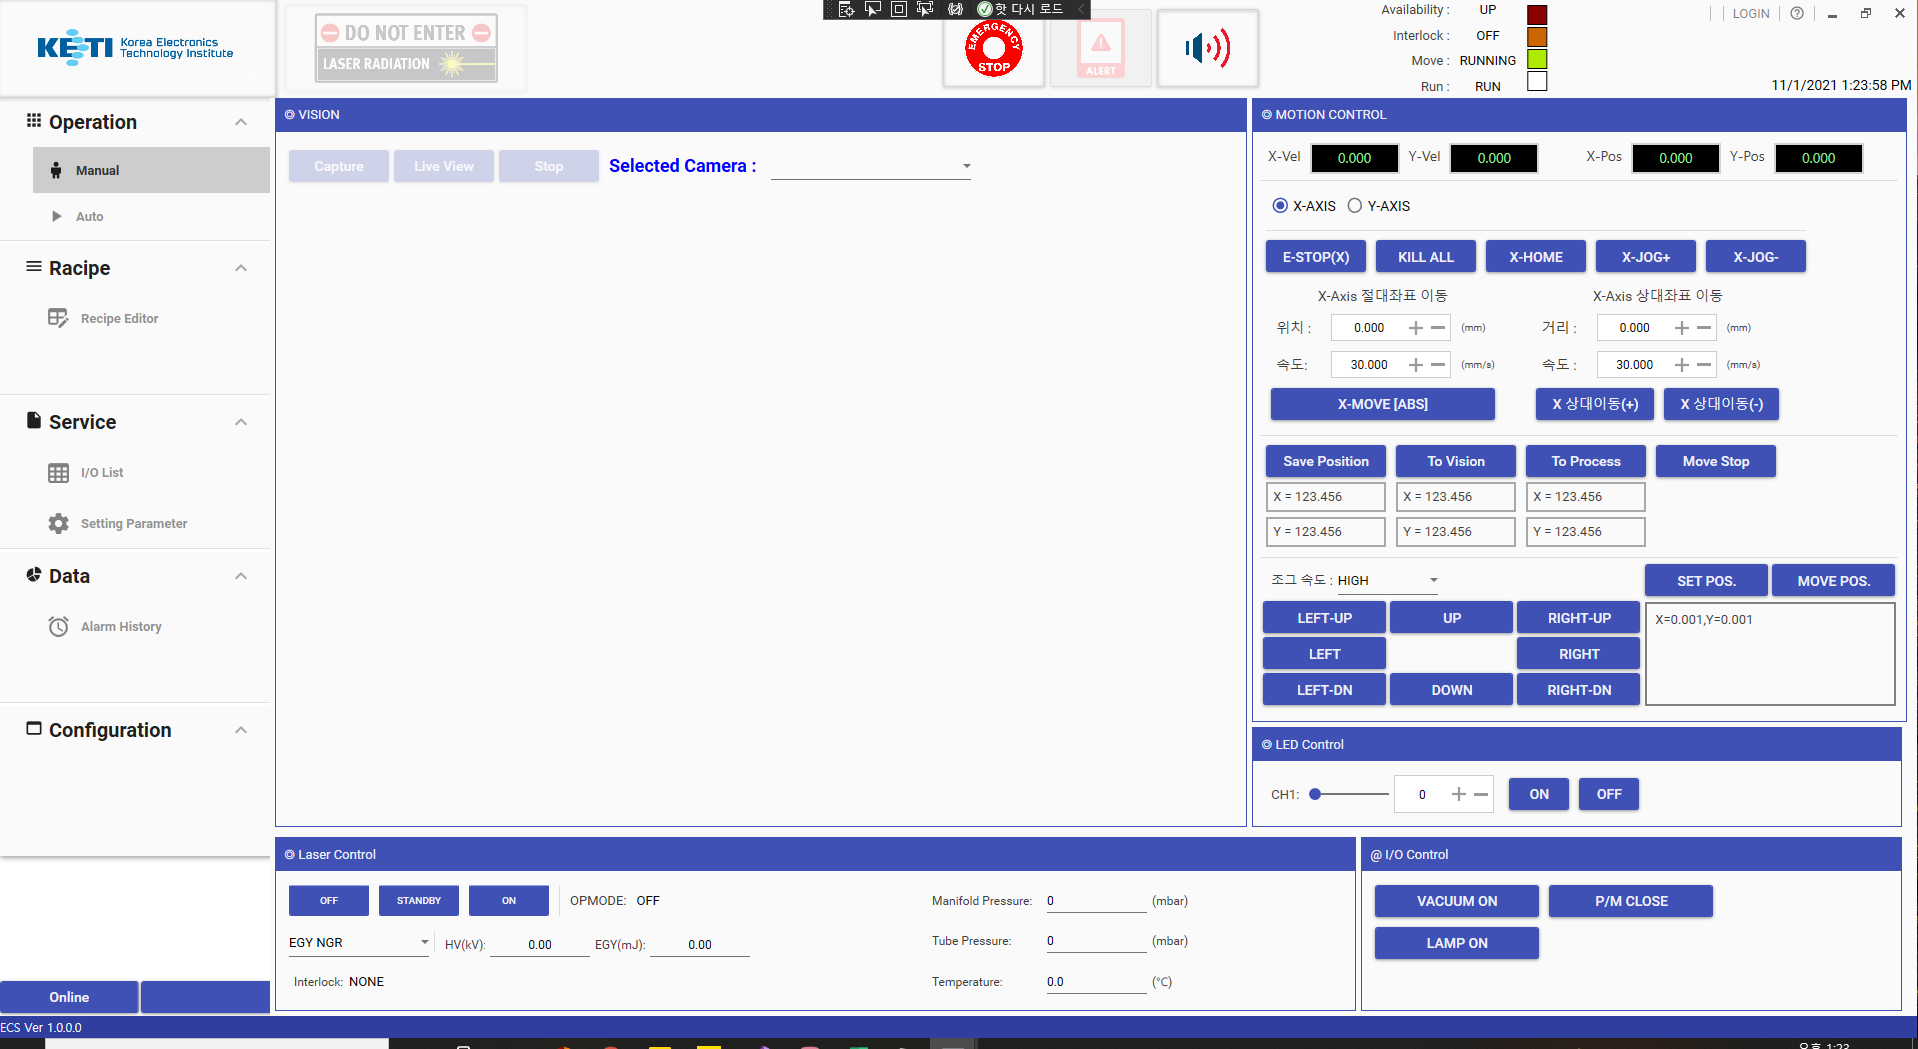 핫 다시 로드
KETI Korea Electronics Technology Institute
DO NOT ENTER
LASER RADIATION
EMERGENCY STOP
ALERT
Availability : UP
Interlock : OFF
Move : RUNNING
Run : RUN
LOGIN
11/1/2021 1:23:58 PM
Operation
Manual
Auto
Racipe
Recipe Editor
Service
I/O List
Setting Parameter
Data
Alarm History
Configuration
Online
VISION
Capture Live View Stop Selected Camera :
MOTION CONTROL
X-Vel 0.000 Y-Vel 0.000 X-Pos 0.000 Y-Pos 0.000
X-AXIS Y-AXIS
E-STOP(X) KILL ALL X-HOME X-JOG+ X-JOG-
X-Axis 절대좌표 이동 X-Axis 상대좌표 이동
위치 : 0.000 (mm) 거리 : 0.000 (mm)
속도: 30.000 (mm/s) 속도 : 30.000 (mm/s)
X-MOVE [ABS] X 상대이동(+) X 상대이동(-)
Save Position To Vision To Process Move Stop
X = 123.456 X = 123.456 X = 123.456
Y = 123.456 Y = 123.456 Y = 123.456
조그 속도 : HIGH SET POS. MOVE POS.
LEFT-UP UP RIGHT-UP X=0.001,Y=0.001
LEFT RIGHT
LEFT-DN DOWN RIGHT-DN
LED Control
CH1: 0 ON OFF
Laser Control
OFF STANDBY ON OPMODE: OFF Manifold Pressure: 0 (mbar)
EGY NGR HV(kV): 0.00 EGY(mJ): 0.00 Tube Pressure: 0 (mbar)
Interlock: NONE Temperature: 0.0 (°C)
@ I/O Control
VACUUM ON P/M CLOSE
LAMP ON
ECS Ver 1.0.0.0
오후 1:23